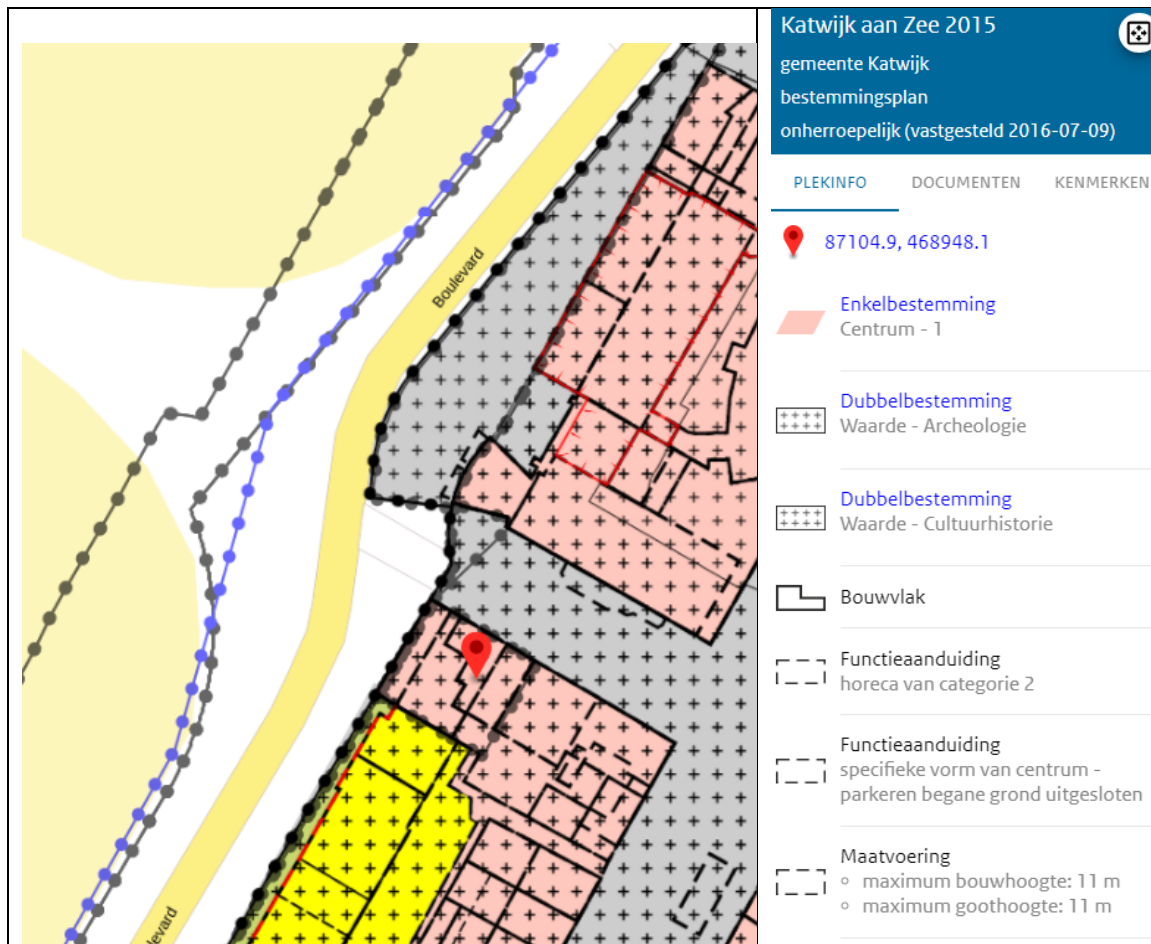 Boulevard
levard
Katwijk aan Zee 2015
gemeente Katwijk
bestemmingsplan
onherroepelijk (vastgesteld 2016-07-09)
PLEKINFO DOCUMENTEN KENMERKEN
87104.9, 468948.1
Enkelbestemming
Centrum - 1
Dubbelbestemming
Waarde - Archeologie
Dubbelbestemming
Waarde - Cultuurhistorie
Bouwvlak
Functieaanduiding
horeca van categorie 2
Functieaanduiding
specifieke vorm van centrum -
parkeren begane grond uitgesloten
Maatvoering
maximum bouwhoogte: 11 m
maximum goothoogte: 11 m